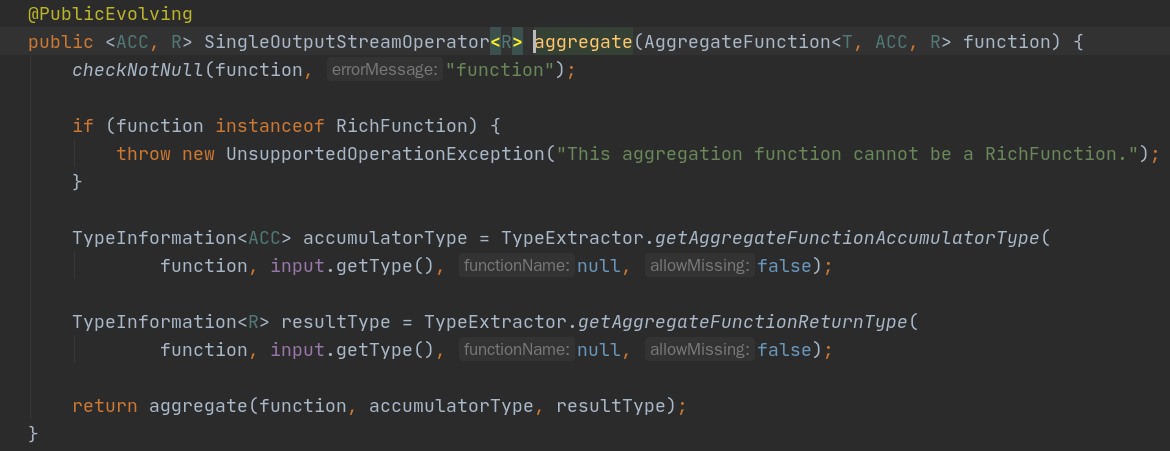 @PublicEvolving
public <ACC, R> SingleOutputStreamOperator<R> aggregate(AggregateFunction<T, ACC, R> function) {
checkNotNull(function, errorMessage: "function");
if (function instanceof RichFunction) {
throw new UnsupportedOperationException("This aggregation function cannot be a RichFunction.");
}
TypeInformation<ACC> accumulatorType = TypeExtractor.getAggregateFunctionAccumulatorType(
function, input.getType(), functionName: null, allowMissing: false);
TypeInformation<R> resultType = TypeExtractor.getAggregateFunctionReturnType(
function, input.getType(), functionName: null, allowMissing: false);
return aggregate(function, accumulatorType, resultType);
}